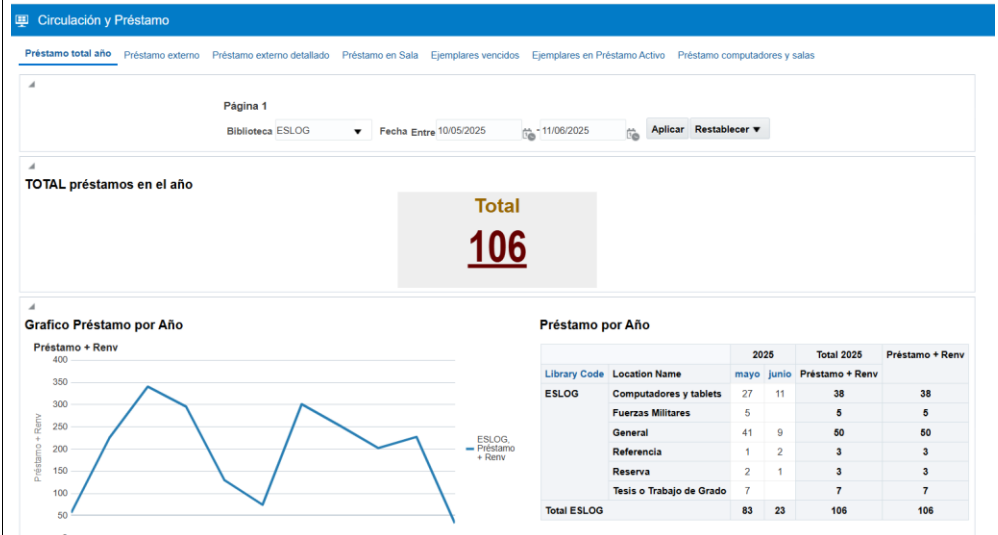 Circulación y Préstamo
Préstamo total año Préstamo externo Préstamo externo detallado Préstamo en Sala Ejemplares vencidos Ejemplares en Préstamo Activo Préstamo computadores y salas
Página 1
Biblioteca ESLOG Fecha Entre 10/05/2025 - 11/06/2025 Aplicar Restablecer
TOTAL préstamos en el año
Total
106
Grafico Préstamo por Año
Préstamo + Renv
400
350
300
250
200
150
100
50
Préstamo + Renv
ESLOG,
Préstamo
+ Renv
Préstamo por Año
2025 Total 2025 Préstamo + Renv
Library Code Location Name mayo junio Préstamo + Renv
ESLOG Computadores y tablets 27 11 38 38
Fuerzas Militares 5 5 5
General 41 9 50 50
Referencia 1 2 3 3
Reserva 2 1 3 3
Tesis o Trabajo de Grado 7 7 7
Total ESLOG 83 23 106 106